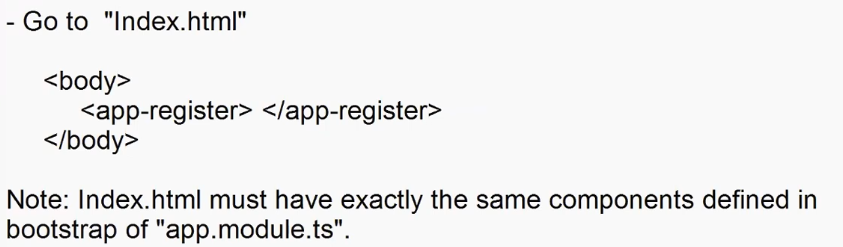 - Go to  "Index.html"
<body>
<app-register> </app-register>
</body>
Note: Index.html must have exactly the same components defined in
bootstrap of "app.module.ts".